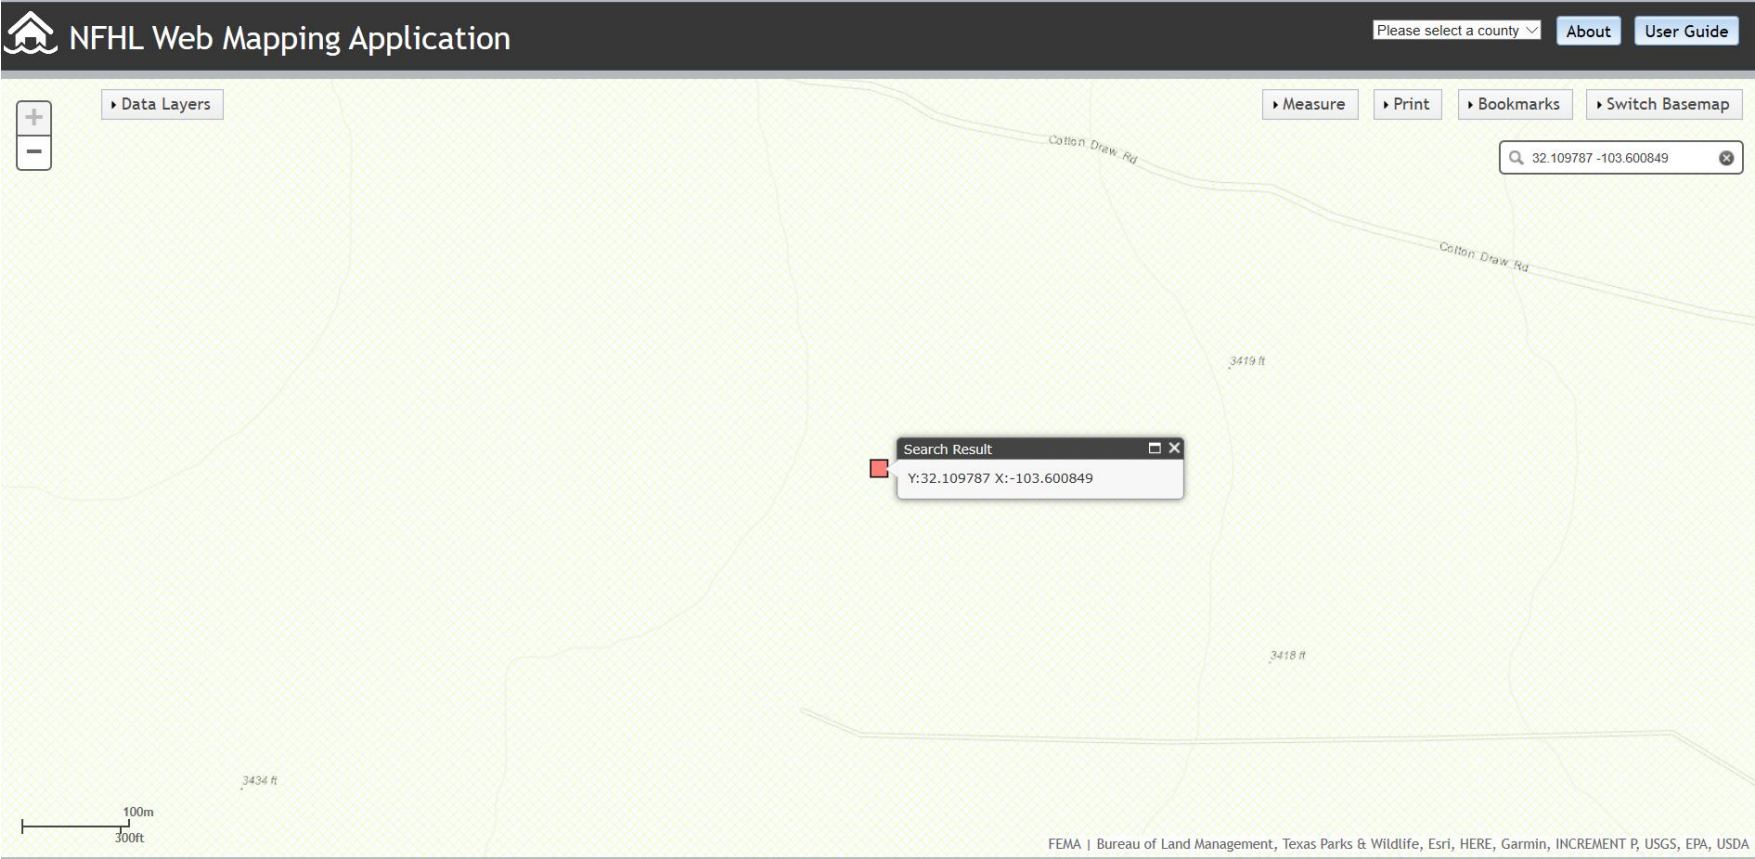 NFHL Web Mapping Application
Please select a county
About
User Guide
+
Data Layers
Measure
Print
Bookmarks
Switch Basemap
−
Cotton Draw Rd
32.109787 -103.600849
Cotton Draw Rd
3419 ft
Search Result
Y:32.109787 X:-103.600849
3418 ft
3434 ft
100m
300ft
FEMA | Bureau of Land Management, Texas Parks & Wildlife, Esri, HERE, Garmin, INCREMENT P, USGS, EPA, USDA